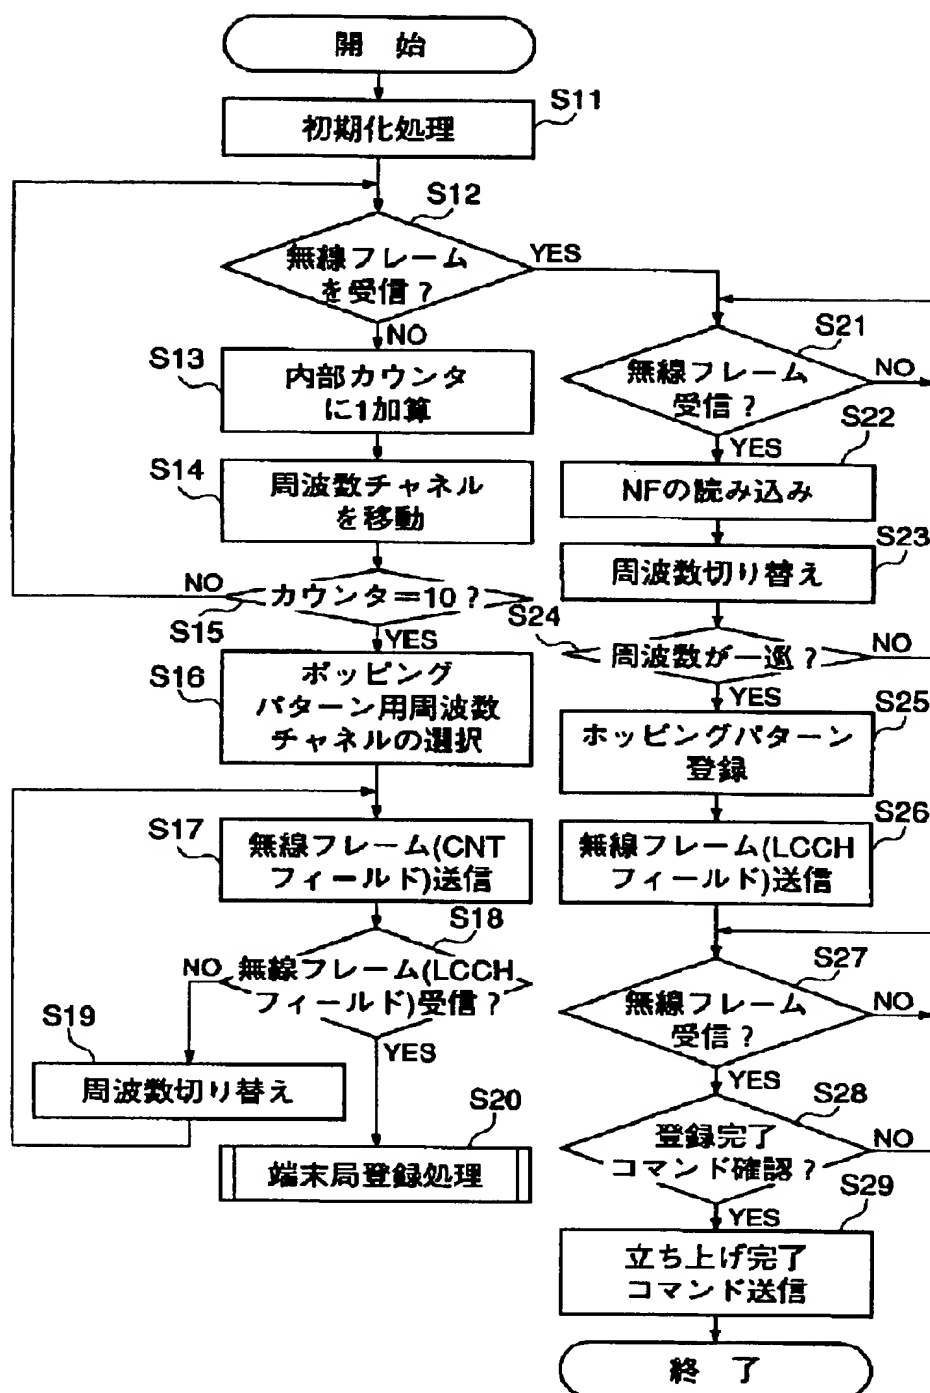 開 始
S11
初期化処理
S12
無線フレーム
を受信？
YES
NO
S13
内部カウンタ
に1加算
S14
周波数チャネル
を移動
NO
カウンタ＝10？
S15
YES
S16
ポッピング
パターン用周波数
チャネルの選択
S17
無線フレーム(CNT
フィールド)送信
S18
NO
無線フレーム(LCCH
フィールド)受信？
YES
S19
周波数切り替え
S20
端末局登録処理
S21
無線フレーム
受信？
NO
YES
S22
NFの読み込み
S23
周波数切り替え
S24
周波数が一巡？
NO
YES
S25
ホッピングパターン
登録
S26
無線フレーム(LCCH
フィールド)送信
S27
無線フレーム
受信？
NO
YES
S28
登録完了
コマンド確認？
NO
YES
S29
立ち上げ完了
コマンド送信
終 了